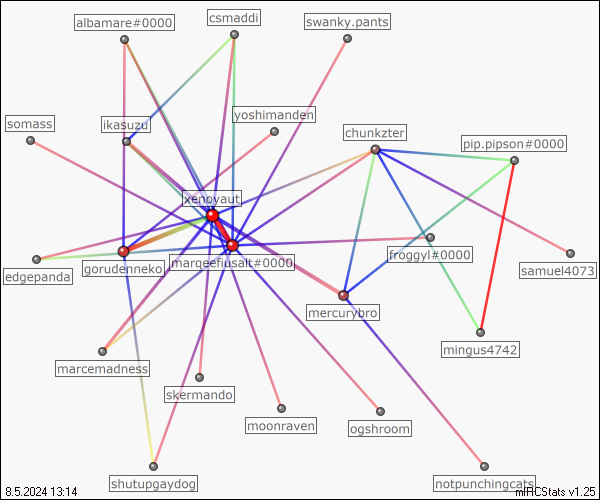 albamare#0000
csmaddi
swanky.pants
somass
ikasuzu
yoshimanden
chunkzter
pip.pipson#0000
xenoyaut
edgepanda
gorudenneko
marqeefusalt#0000
froggyl#0000
samuel4073
mercurybro
mingus4742
marcemadness
skermando
moonraven
ogshroom
shutupgaydog
notpunchingcats
8.5.2024 13:14
mIRCStats v1.25